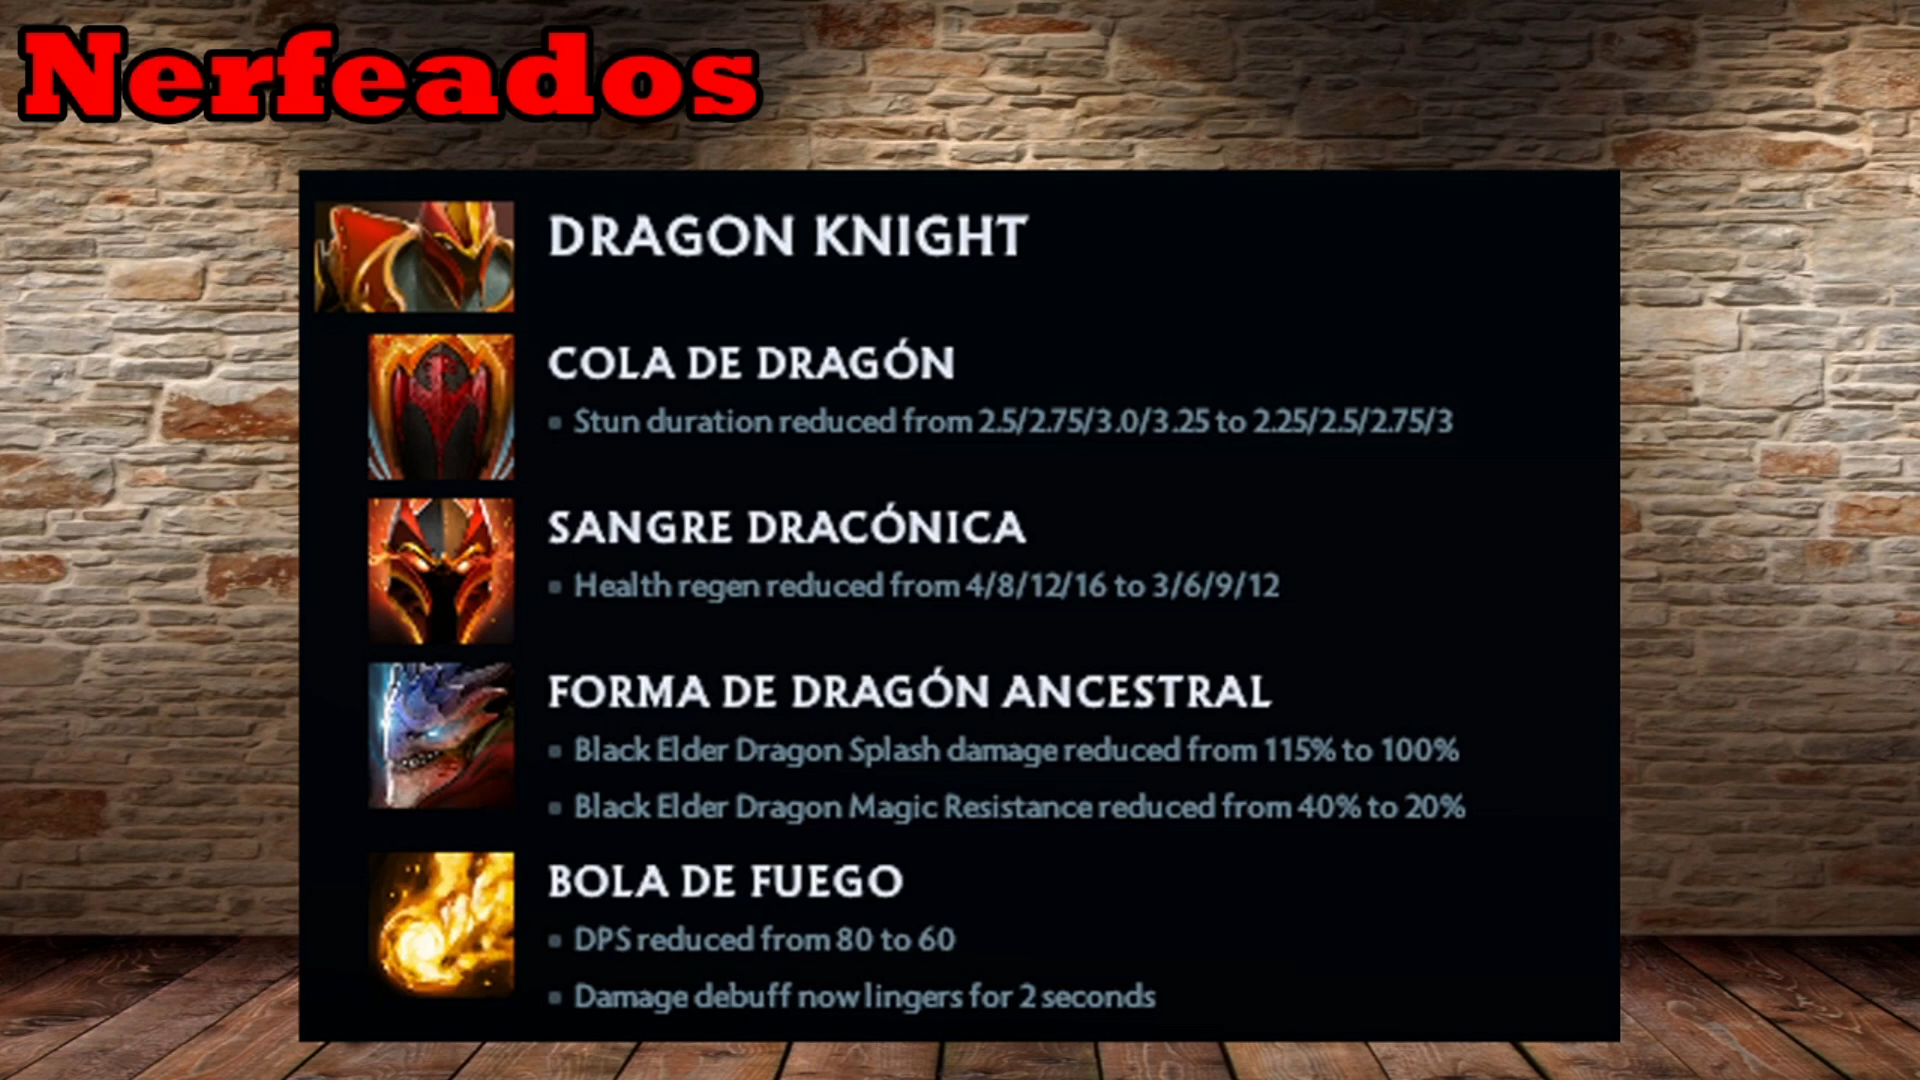 Nerfeados
DRAGON KNIGHT
COLA DE DRAGÓN
Stun duration reduced from 2.5/2.75/3.0/3.25 to 2.25/2.5/2.75/3
SANGRE DRACÓNICA
Health regen reduced from 4/8/12/16 to 3/6/9/12
FORMA DE DRAGÓN ANCESTRAL
Black Elder Dragon Splash damage reduced from 115% to 100%
Black Elder Dragon Magic Resistance reduced from 40% to 20%
BOLA DE FUEGO
DPS reduced from 80 to 60
Damage debuff now lingers for 2 seconds